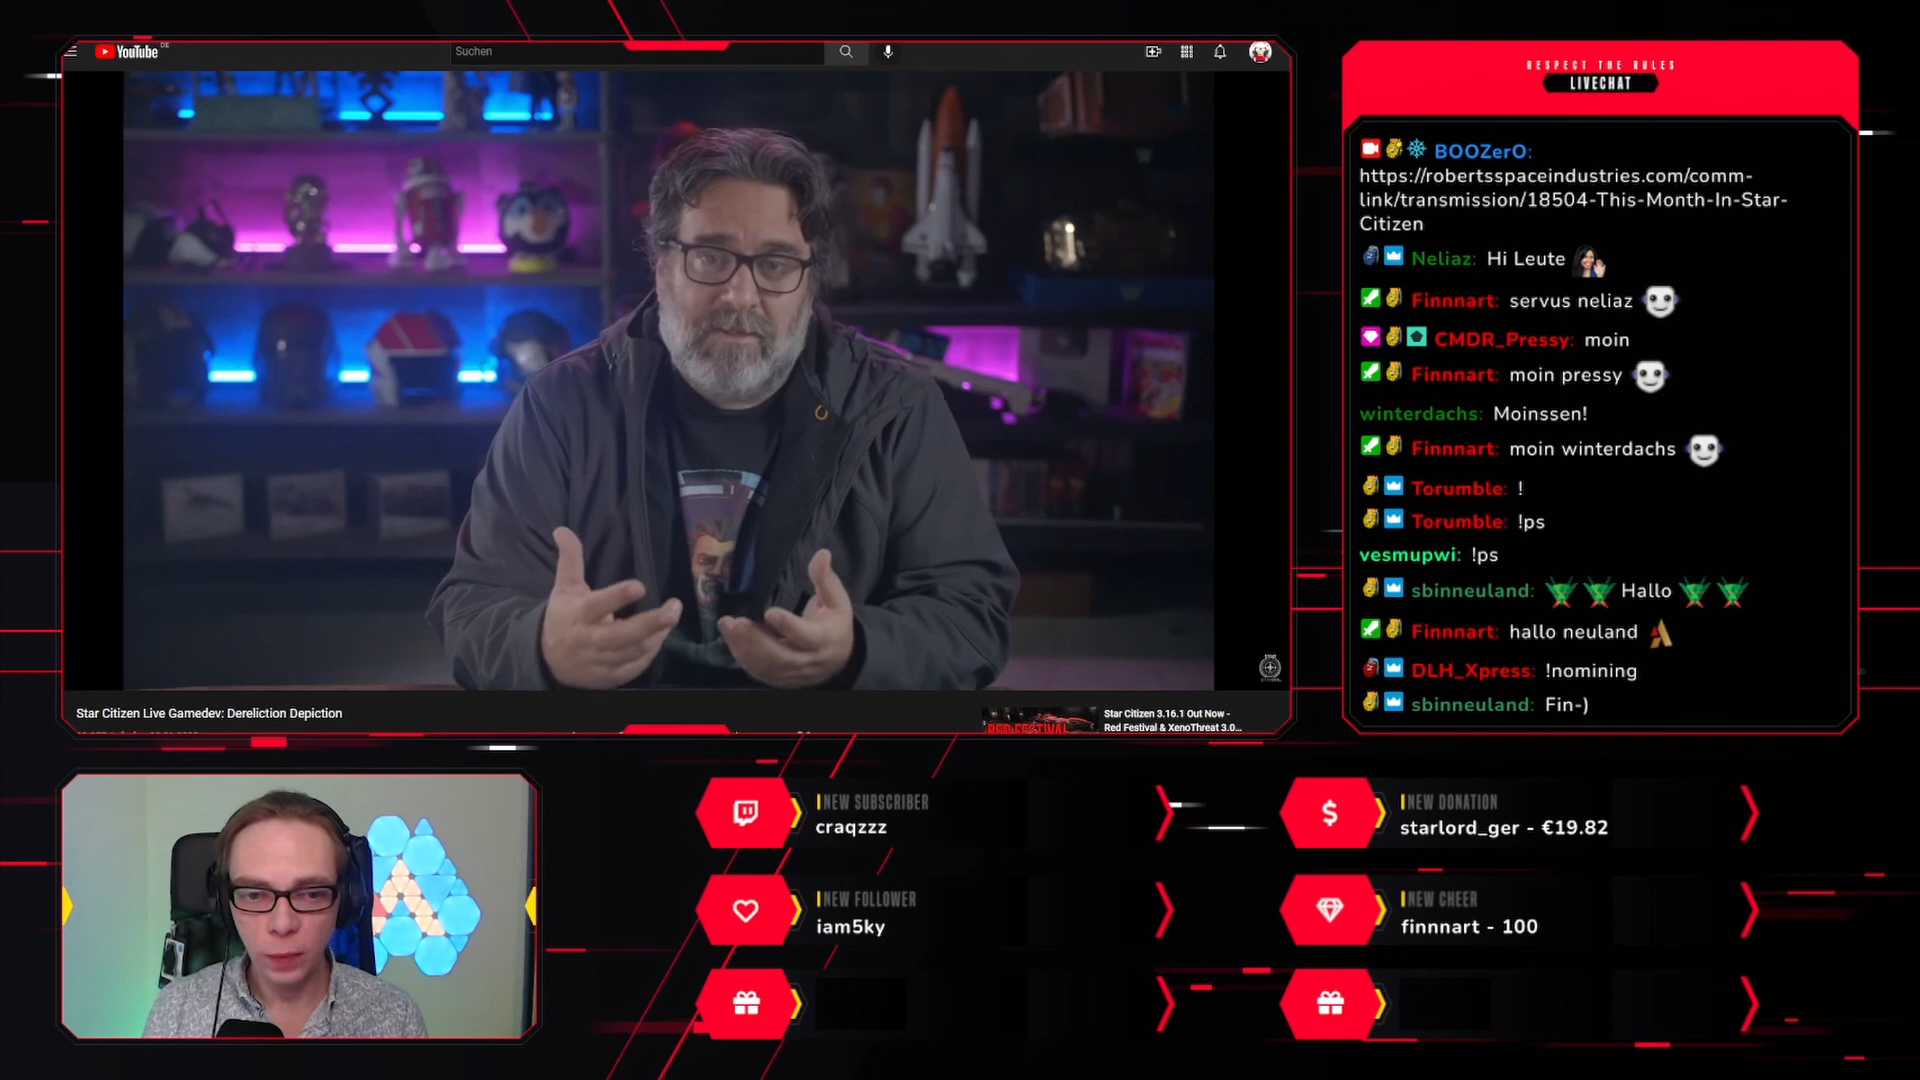 YouTube DE
Suchen
Star Citizen Live Gamedev: Dereliction Depiction
Star Citizen 3.16.1 Out Now -
Red Festival & XenoThreat 3.0...
RED FESTIVAL
RESPECT THE RULES
LIVECHAT
BOOZerO:
https://robertsspaceindustries.com/comm-
link/transmission/18504-This-Month-In-Star-
Citizen
Neliaz: Hi Leute
Finnnart: servus neliaz
CMDR_Pressy: moin
Finnnart: moin pressy
winterdachs: Moinssen!
Finnnart: moin winterdachs
Torumble: !
Torumble: !ps
vesmupwi: !ps
sbinneuland: Hallo
Finnnart: hallo neuland
DLH_Xpress: !nomining
sbinneuland: Fin-)
NEW SUBSCRIBER
craqzzz
NEW DONATION
starlord_ger - €19.82
NEW FOLLOWER
iam5ky
NEW CHEER
finnnart - 100